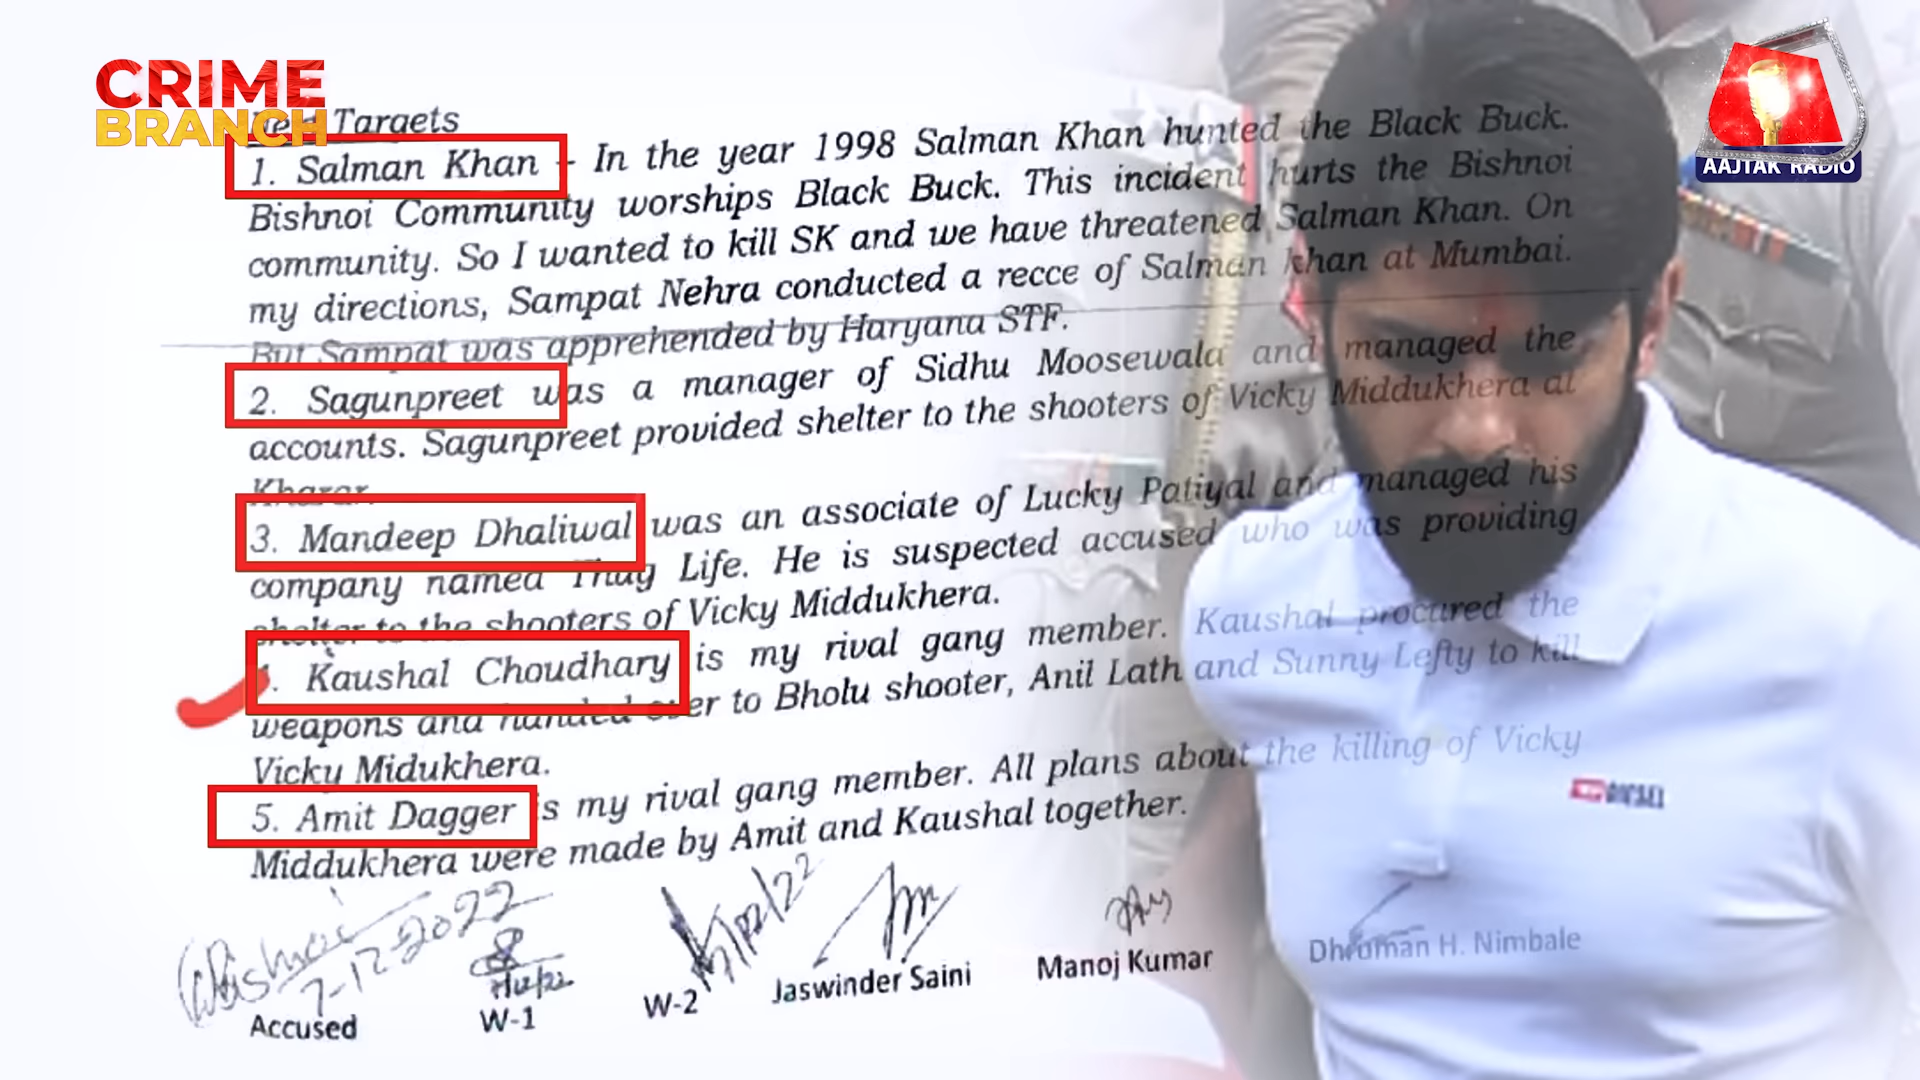 CRIME
BRANCH
Targets
1. Salman Khan - In the year 1998 Salman Khan hunted the Black Buck.
Bishnoi Community worships Black Buck. This incident hurts the Bishnoi
community. So I wanted to kill SK and we have threatened Salman Khan. On
my directions, Sampat Nehra conducted a recce of Salman khan at Mumbai.
But Sampat was apprehended by Haryana STF.
2. Sagunpreet was a manager of Sidhu Moosewala and managed the
accounts. Sagunpreet provided shelter to the shooters of Vicky Middukhera at
Kharar.
3. Mandeep Dhaliwal was an associate of Lucky Patiyal and managed his
company named Thug Life. He is suspected accused who was providing
shelter to the shooters of Vicky Middukhera.
4. Kaushal Choudhary is my rival gang member. Kaushal procured the
weapons and handed over to Bholu shooter, Anil Lath and Sunny Lefty to kill
Vicky Midukhera.
5. Amit Dagger is my rival gang member. All plans about the killing of Vicky
Middukhera were made by Amit and Kaushal together.
Bishnoi
7-12-2022
Accused
W-1
W-2
Jaswinder Saini
Manoj Kumar
Dhruman H. Nimbale
AAJTAK RADIO
DIESEL